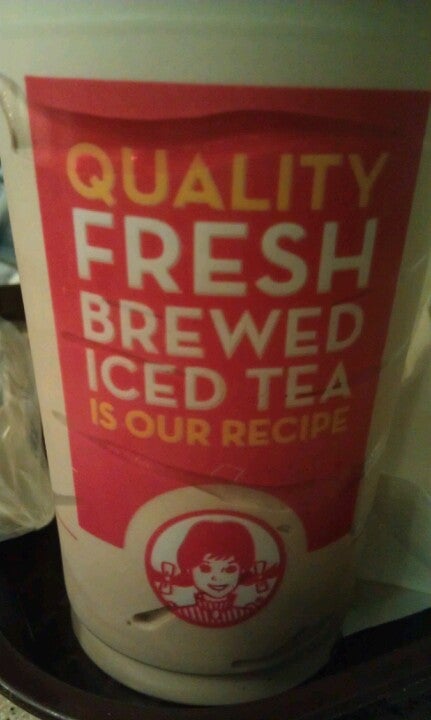 QUALITY
FRESH
BREWED
ICED TEA
IS OUR RECIPE